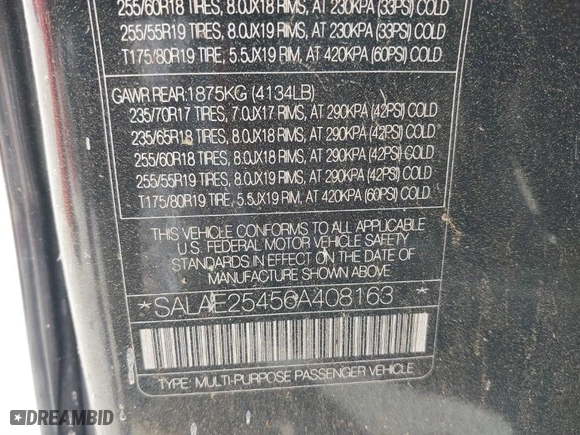 255/60R18 TIRES, 8.0JX18 RIMS, AT 230KPA (33PSI) COLD
255/55R19 TIRES, 8.0JX19 RIMS, AT 230KPA (33PSI) COLD
T175/80R19 TIRE, 5.5JX19 RIM, AT 420KPA (60PSI) COLD
GAWR REAR:1875KG (4134LB)
235/70R17 TIRES, 7.0JX17 RIMS, AT 290KPA (42PSI) COLD
235/65R18 TIRES, 8.0JX18 RIMS, AT 290KPA (42PSI) COLD
255/60R18 TIRES, 8.0JX18 RIMS, AT 290KPA (42PSI) COLD
255/55R19 TIRES, 8.0JX19 RIMS, AT 290KPA (42PSI) COLD
T175/80R19 TIRE, 5.5JX19 RIM, AT 420KPA (60PSI) COLD
THIS VEHICLE CONFORMS TO ALL APPLICABLE
U.S. FEDERAL MOTOR VEHICLE SAFETY
STANDARDS IN EFFECT ON THE DATE OF
MANUFACTURE SHOWN ABOVE.
*SALAE25456A408163 *
TYPE: MULTI-PURPOSE PASSENGER VEHICLE
DREAMBID